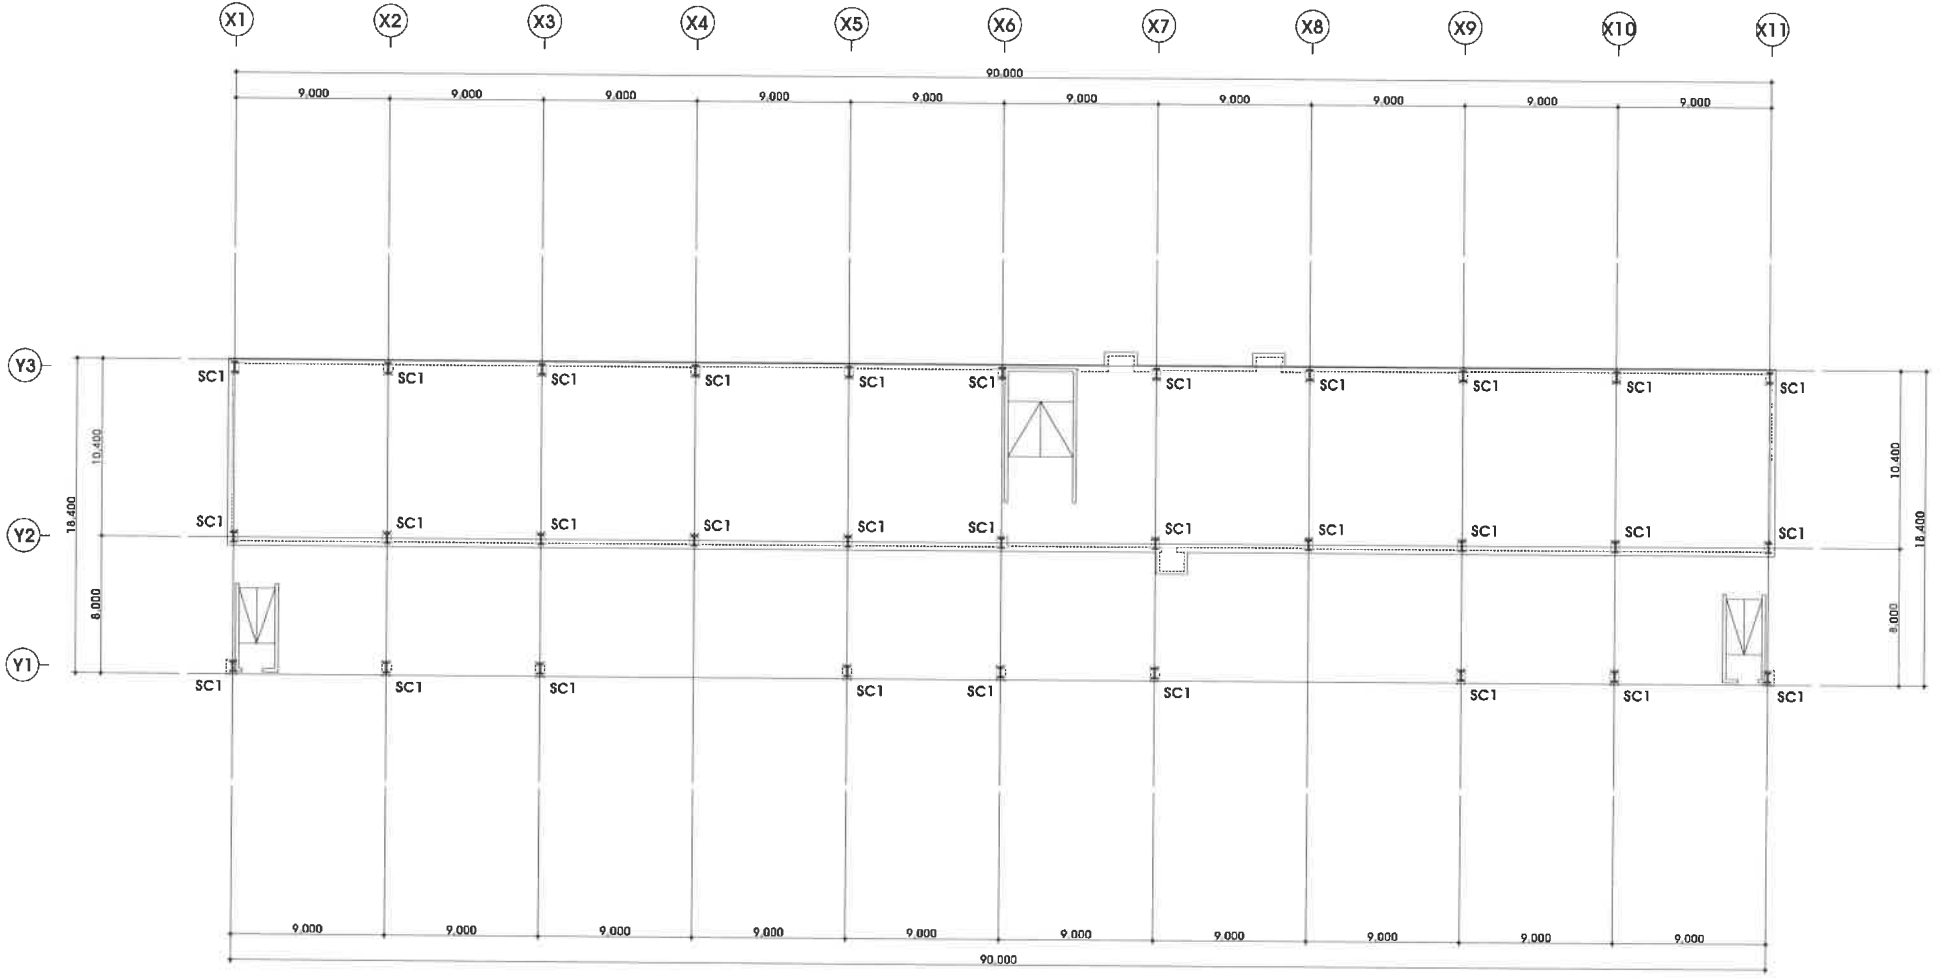 X1 X2 X3 X4 X5 X6 X7 X8 X9 X10 X11
90.000
9.000 9.000 9.000 9.000 9.000 9.000 9.000 9.000 9.000 9.000
Y3
SC1 SC1 SC1 SC1 SC1 SC1 SC1 SC1 SC1 SC1 SC1
10.400 10.400
18.400 18.400
SC1 SC1 SC1 SC1 SC1 SC1 SC1 SC1 SC1 SC1 SC1
Y2
8.000 8.000
Y1
SC1 SC1 SC1 SC1 SC1 SC1 SC1 SC1 SC1
9.000 9.000 9.000 9.000 9.000 9.000 9.000 9.000 9.000 9.000
90.000